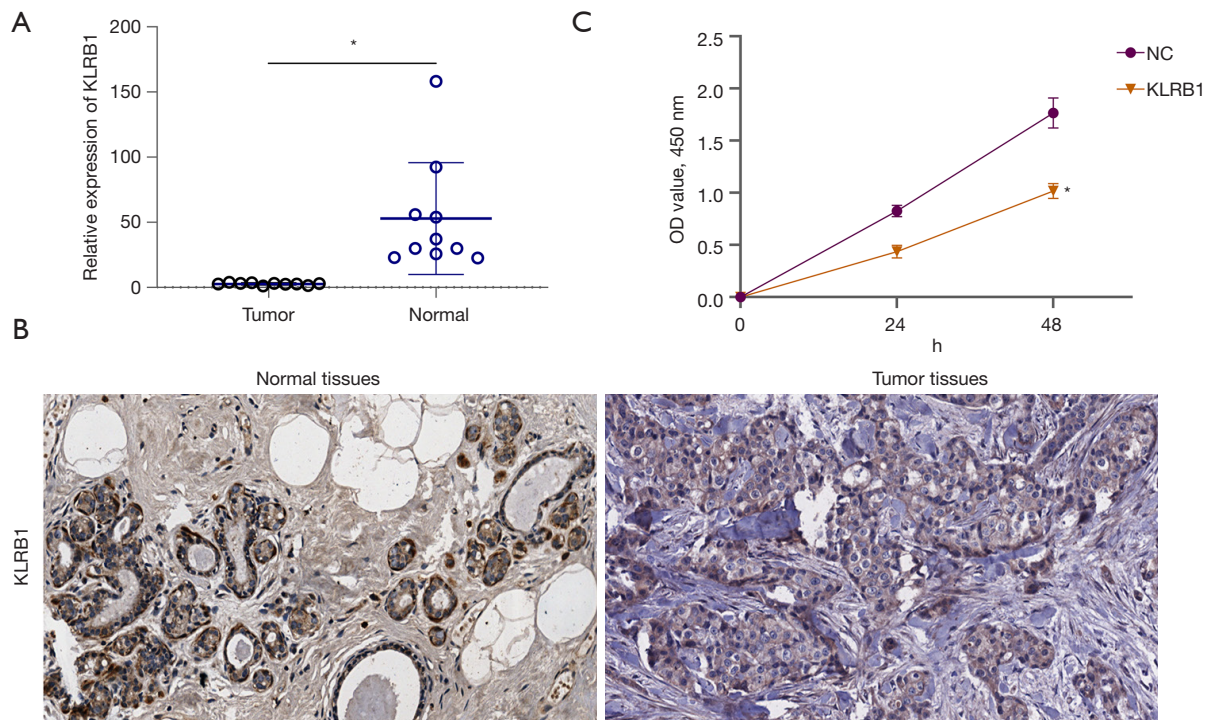 A
Relative expression of KLRB1
200
150
100
50
0
*
Tumor
Normal
C
OD value, 450 nm
2.5
2.0
1.5
1.0
0.5
0.0
0
24
48
h
*
NC
KLRB1
B
Normal tissues
Tumor tissues
KLRB1